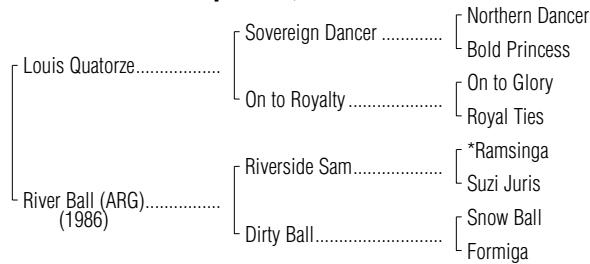 Northern Dancer
Sovereign Dancer .............
Bold Princess
Louis Quatorze..................
On to Glory
On to Royalty ....................
Royal Ties
*Ramsinga
Riverside Sam...................
Suzi Juris
River Ball (ARG)................
(1986)
Snow Ball
Dirty Ball...........................
Formiga